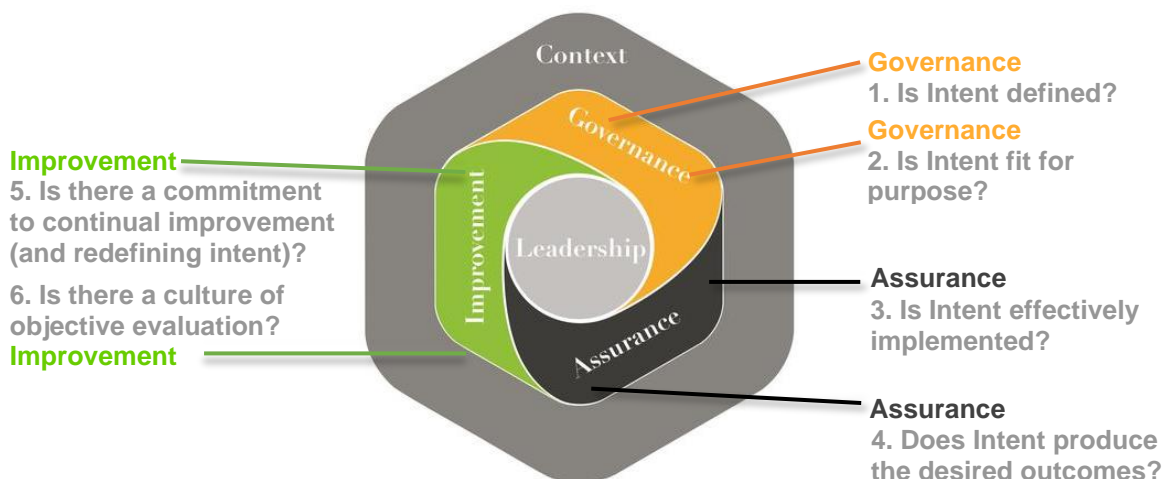 Context
Governance
Improvement
Leadership
Assurance
Governance
1. Is Intent defined?
Governance
2. Is Intent fit for
purpose?
Assurance
3. Is Intent effectively
implemented?
Assurance
4. Does Intent produce
the desired outcomes?
Improvement
5. Is there a commitment
to continual improvement
(and redefining intent)?
6. Is there a culture of
objective evaluation?
Improvement